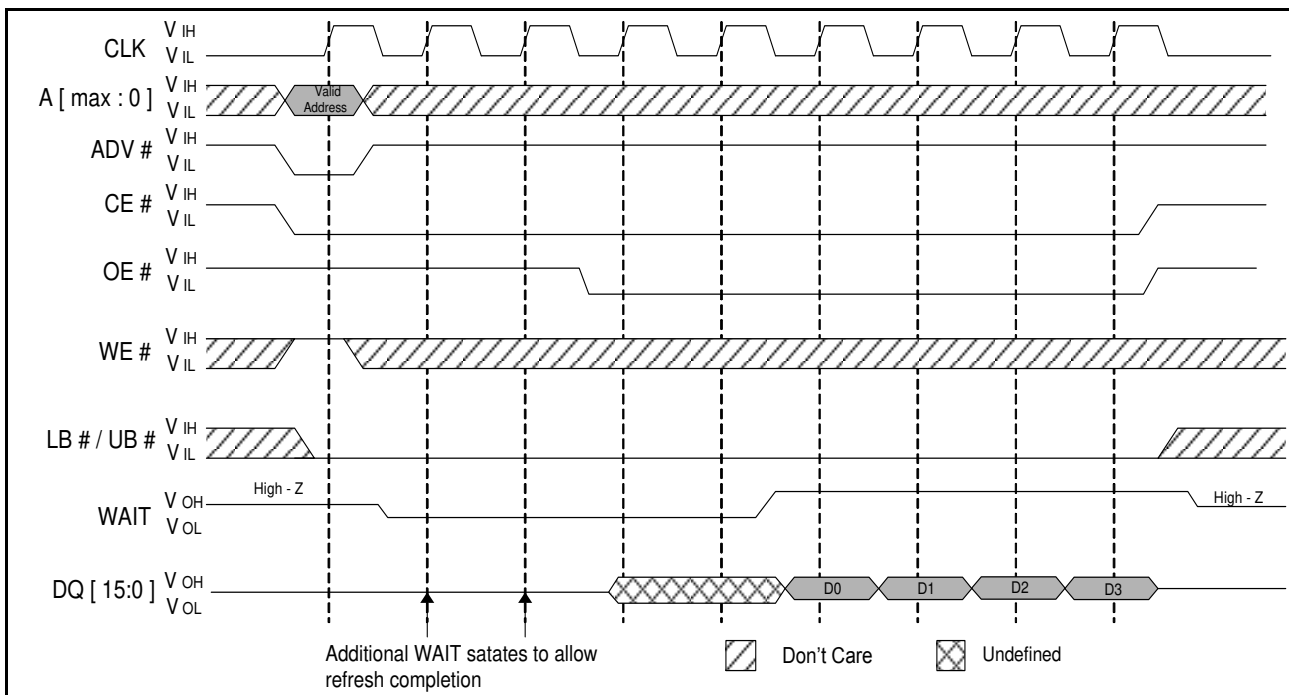 CLK
V IH
V IL
A [ max : 0 ]
V IH
V IL
Valid
Address
ADV #
V IH
V IL
CE #
V IH
V IL
OE #
V IH
V IL
WE #
V IH
V IL
LB # / UB #
V IH
V IL
WAIT
V OH
V OL
High - Z
High - Z
DQ [ 15:0 ]
V OH
V OL
D0
D1
D2
D3
Additional WAIT satates to allow
refresh completion
Don't Care
Undefined